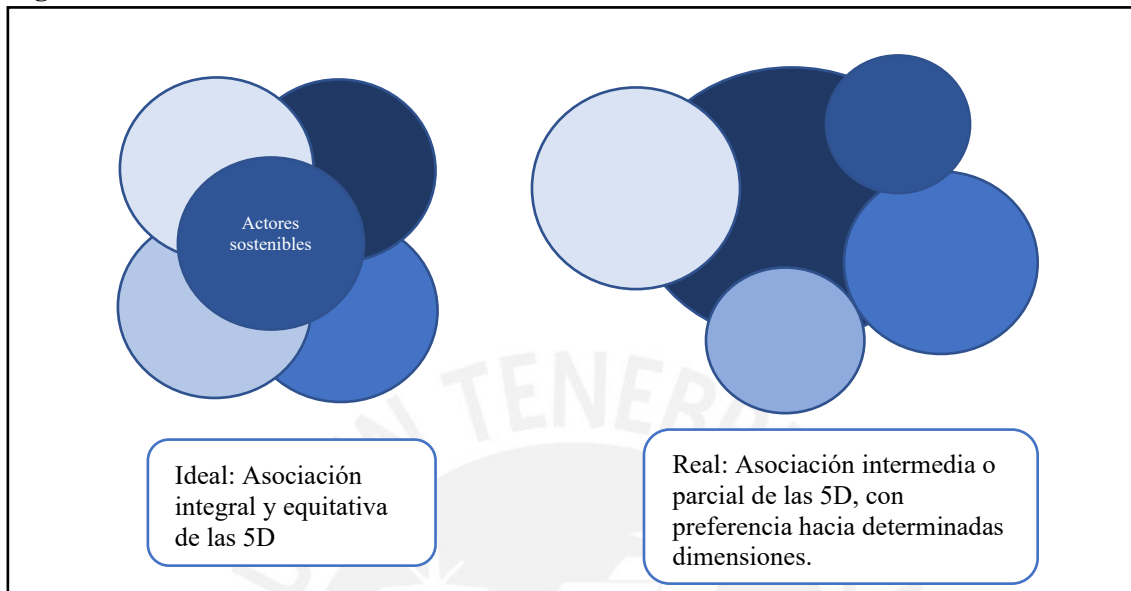 Actores
sostenibles
Ideal: Asociación
integral y equitativa
de las 5D
Real: Asociación intermedia o
parcial de las 5D, con
preferencia hacia determinadas
dimensiones.
TENEB